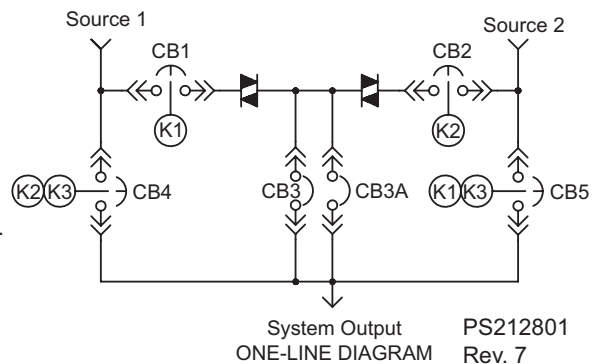 Source 1
Source 2
CB1
CB2
K1
K2
K2 K3
CB4
CB3
CB3A
K1 K3
CB5
System Output
ONE-LINE DIAGRAM
PS212801
Rev. 7